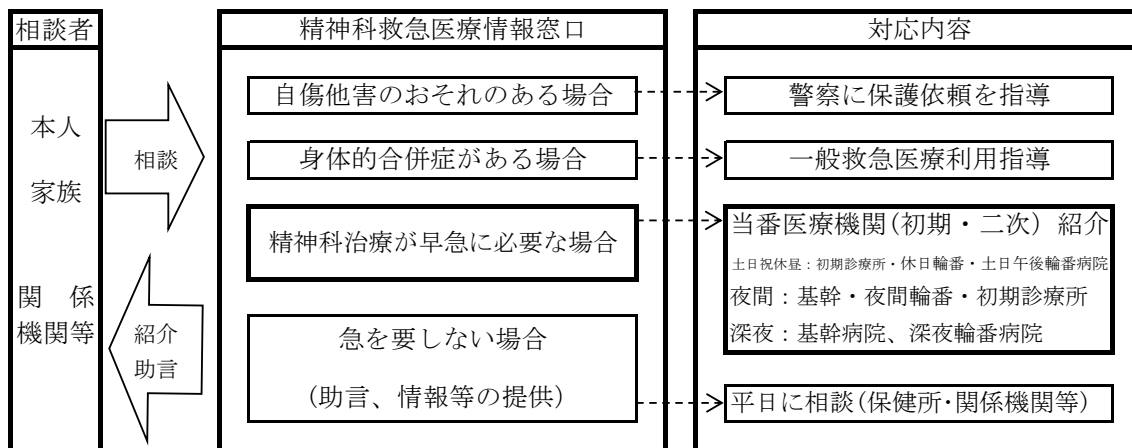 相談者
本人
家族
関 係
機関等
相談
紹介
助言
精神科救急医療情報窓口
自傷他害のおそれのある場合
身体的合併症がある場合
精神科治療が早急に必要な場合
急を要しない場合
(助言、情報等の提供)
対応内容
警察に保護依頼を指導
一般救急医療利用指導
当番医療機関(初期・二次) 紹介
土日祝休昼：初期診療所・休日輪番・土日午後輪番病院
夜間：基幹・夜間輪番・初期診療所
深夜：基幹病院、深夜輪番病院
平日に相談(保健所・関係機関等)